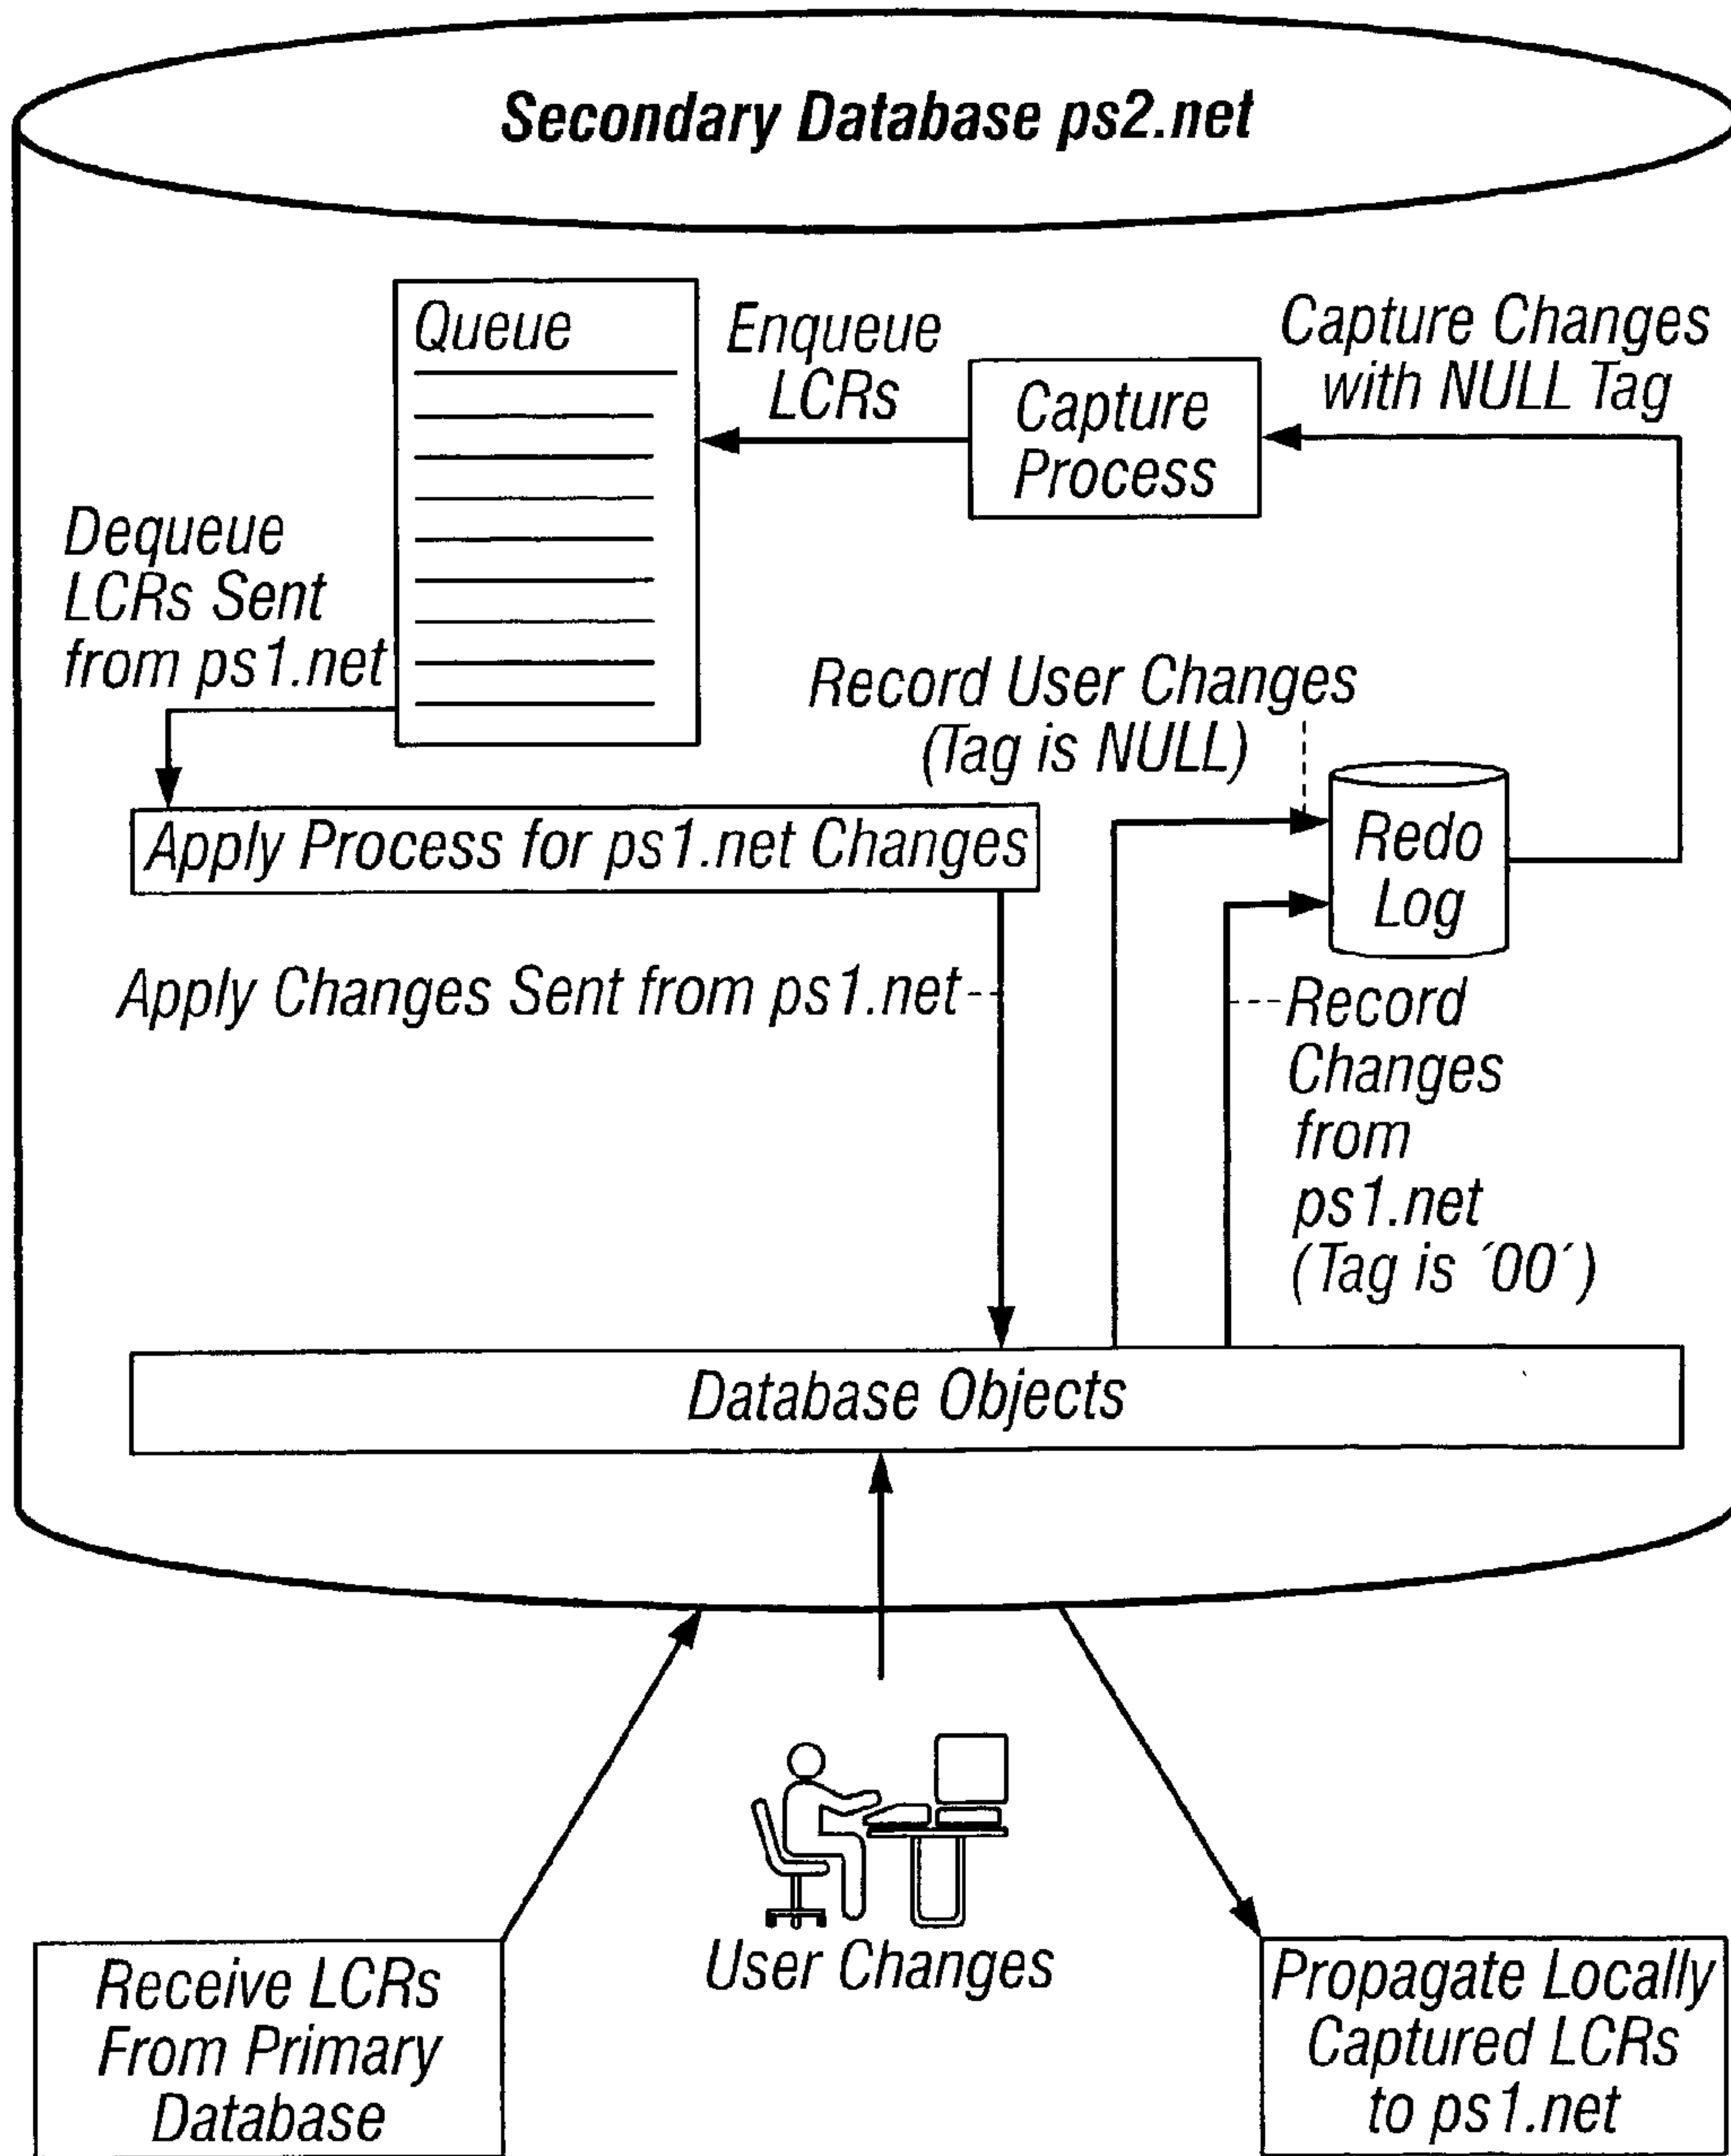 Secondary Database ps2.net
Queue
Enqueue
LCRs
Capture
Process
Capture Changes
with NULL Tag
Dequeue
LCRs Sent
from ps1.net
Record User Changes
(Tag is NULL)
Apply Process for ps1.net Changes
Redo
Log
Apply Changes Sent from ps1.net
Record
Changes
from
ps1.net
(Tag is ´00´)
Database Objects
User Changes
Receive LCRs
From Primary
Database
Propagate Locally
Captured LCRs
to ps1.net